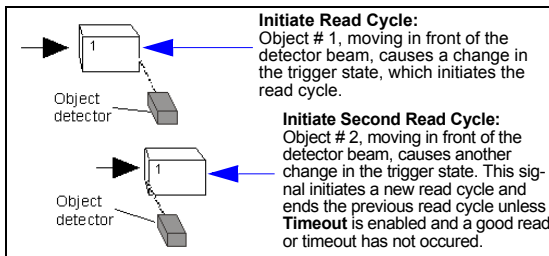 Initiate Read Cycle:
Object # 1, moving in front of the
detector beam, causes a change in
the trigger state, which initiates the
read cycle.
1
Object
detector
Initiate Second Read Cycle:
Object # 2, moving in front of the
detector beam, causes another
change in the trigger state. This sig-
nal initiates a new read cycle and
ends the previous read cycle unless
Timeout is enabled and a good read
or timeout has not occured.
1
Object
detector